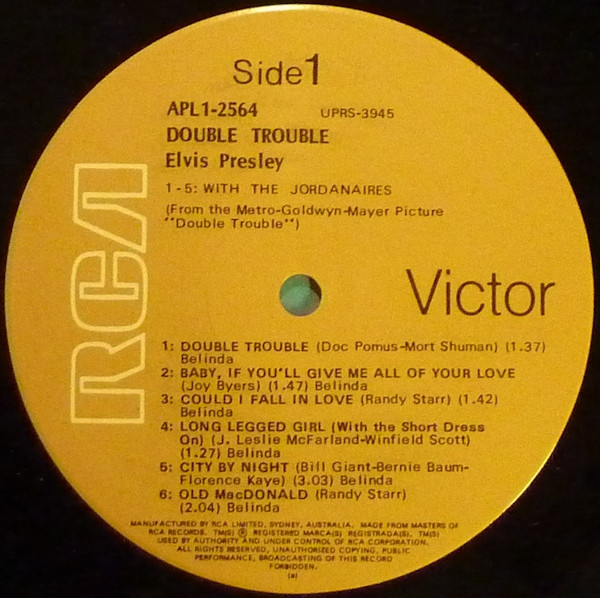 Side 1
APL1-2564 UPRS-3945
DOUBLE TROUBLE
Elvis Presley
1-5: WITH THE JORDANAIRES
(From the Metro-Goldwyn-Mayer Picture
"Double Trouble")
RCA
Victor
1: DOUBLE TROUBLE (Doc Pomus-Mort Shuman) (1.37)
Belinda
2: BABY, IF YOU'LL GIVE ME ALL OF YOUR LOVE
(Joy Byers) (1.47) Belinda
3: COULD I FALL IN LOVE (Randy Starr) (1.42)
Belinda
4: LONG LEGGED GIRL (With the Short Dress
On) (J. Leslie McFarland-Winfield Scott)
(1.27) Belinda
5: CITY BY NIGHT (Bill Giant-Bernie Baum-
Florence Kaye) (3.03) Belinda
6: OLD MacDONALD (Randy Starr)
(2.04) Belinda
MANUFACTURED BY RCA LIMITED, SYDNEY, AUSTRALIA. MADE FROM MASTERS OF
RCA RECORDS. TM(S) ® REGISTERED MARCA(S) REGISTRADA(S). TM(S)
USED BY AUTHORITY AND UNDER CONTROL OF RCA CORPORATION.
ALL RIGHTS RESERVED, UNAUTHORIZED COPYING, PUBLIC
PERFORMANCE, BROADCASTING OF THIS RECORD
FORBIDDEN.